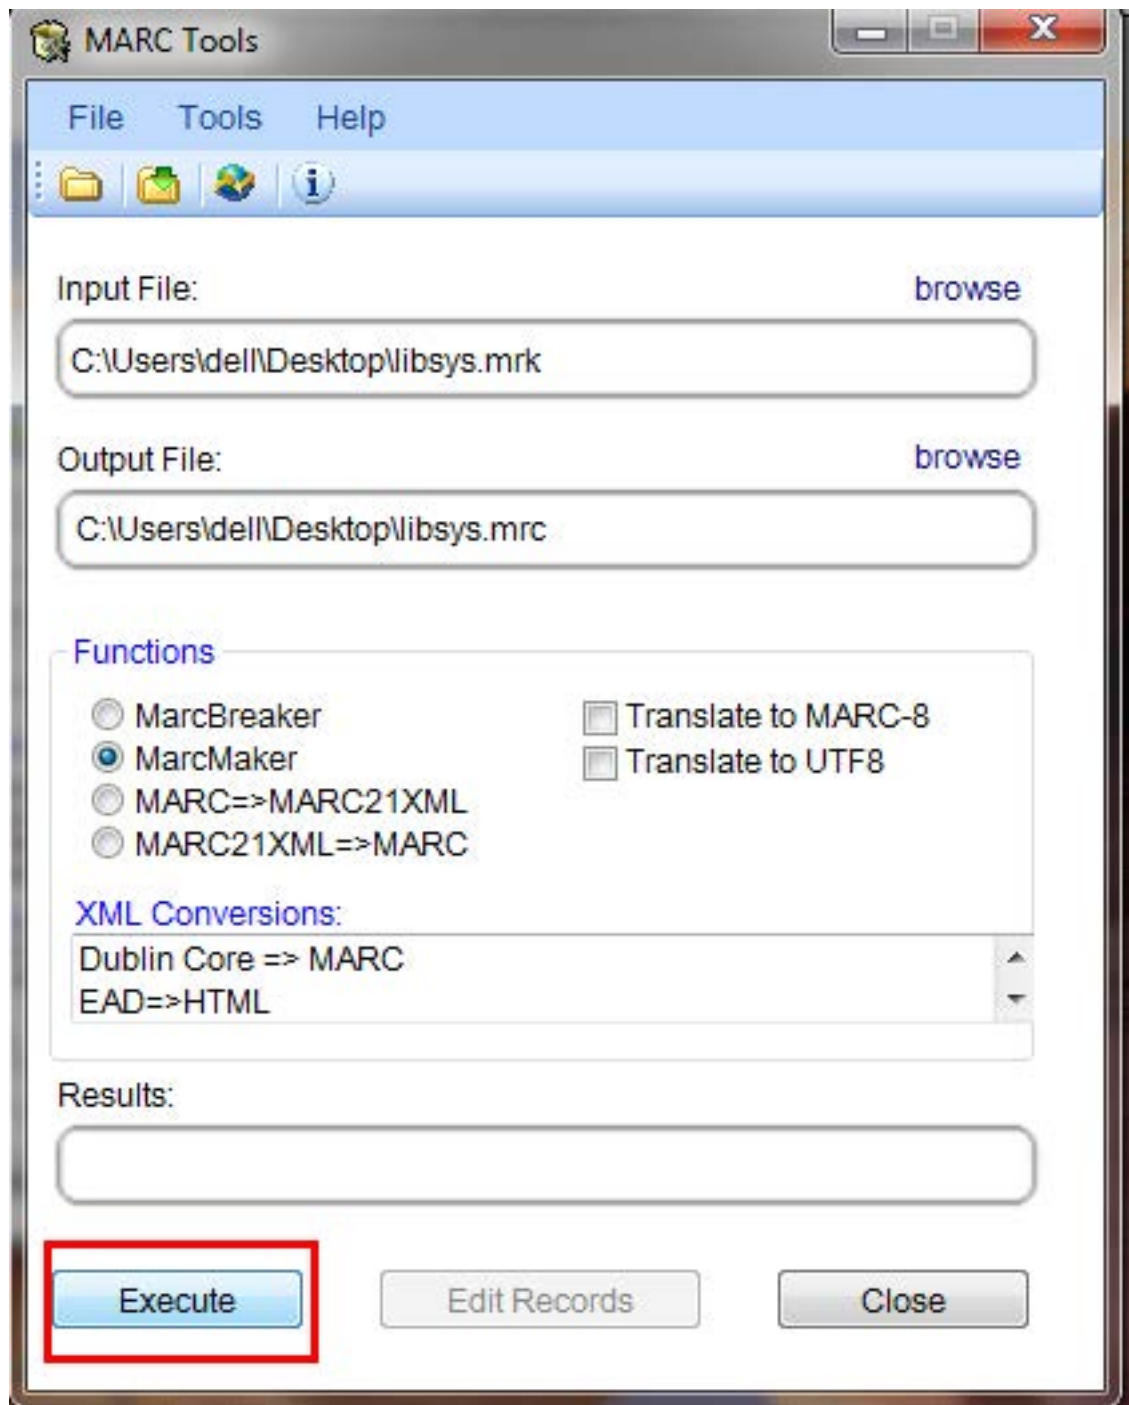 MARC Tools
File Tools Help
Input File: browse
C:\Users\dell\Desktop\libsys.mrk
Output File: browse
C:\Users\dell\Desktop\libsys.mrc
Functions
MarcBreaker Translate to MARC-8
MarcMaker Translate to UTF8
MARC=>MARC21XML
MARC21XML=>MARC
XML Conversions:
Dublin Core => MARC
EAD=>HTML
Results:
Execute Edit Records Close